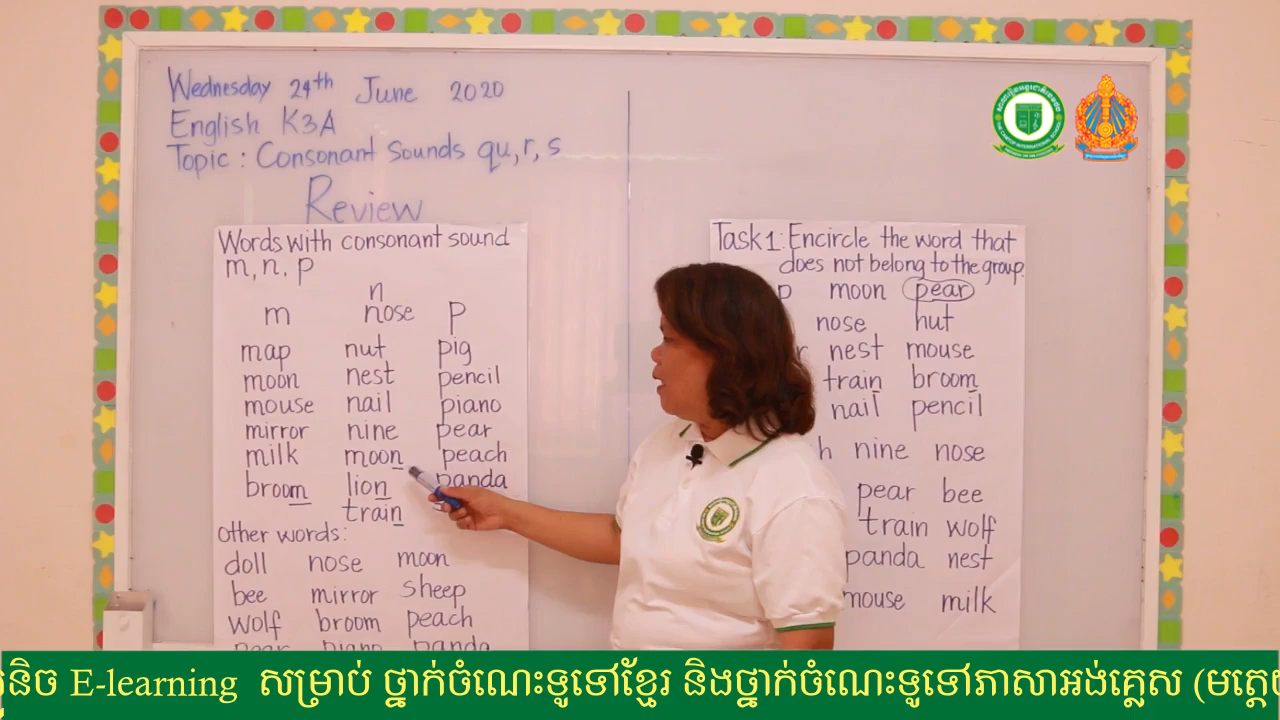 Wednesday 24th June 2020
English K3A
Topic : Consonant Sounds qu, r, s
Review
Words with consonant sound
m, n, p
n
m nose p
map nut pig
moon nest pencil
mouse nail piano
mirror nine pear
milk moon peach
broom lion panda
train
Other words:
doll nose moon
bee mirror sheep
wolf broom peach
pear piano panda
Task 1: Encircle the word that
does not belong to the group.
p moon pear
nose hut
r nest mouse
train broom
nail pencil
h nine nose
pear bee
train wolf
panda nest
mouse milk
E-learning សម្រាប់ ថ្នាក់ចំណេះទូទៅខ្មែរ និងថ្នាក់ចំណេះទូទៅភាសាអង់គ្លេស